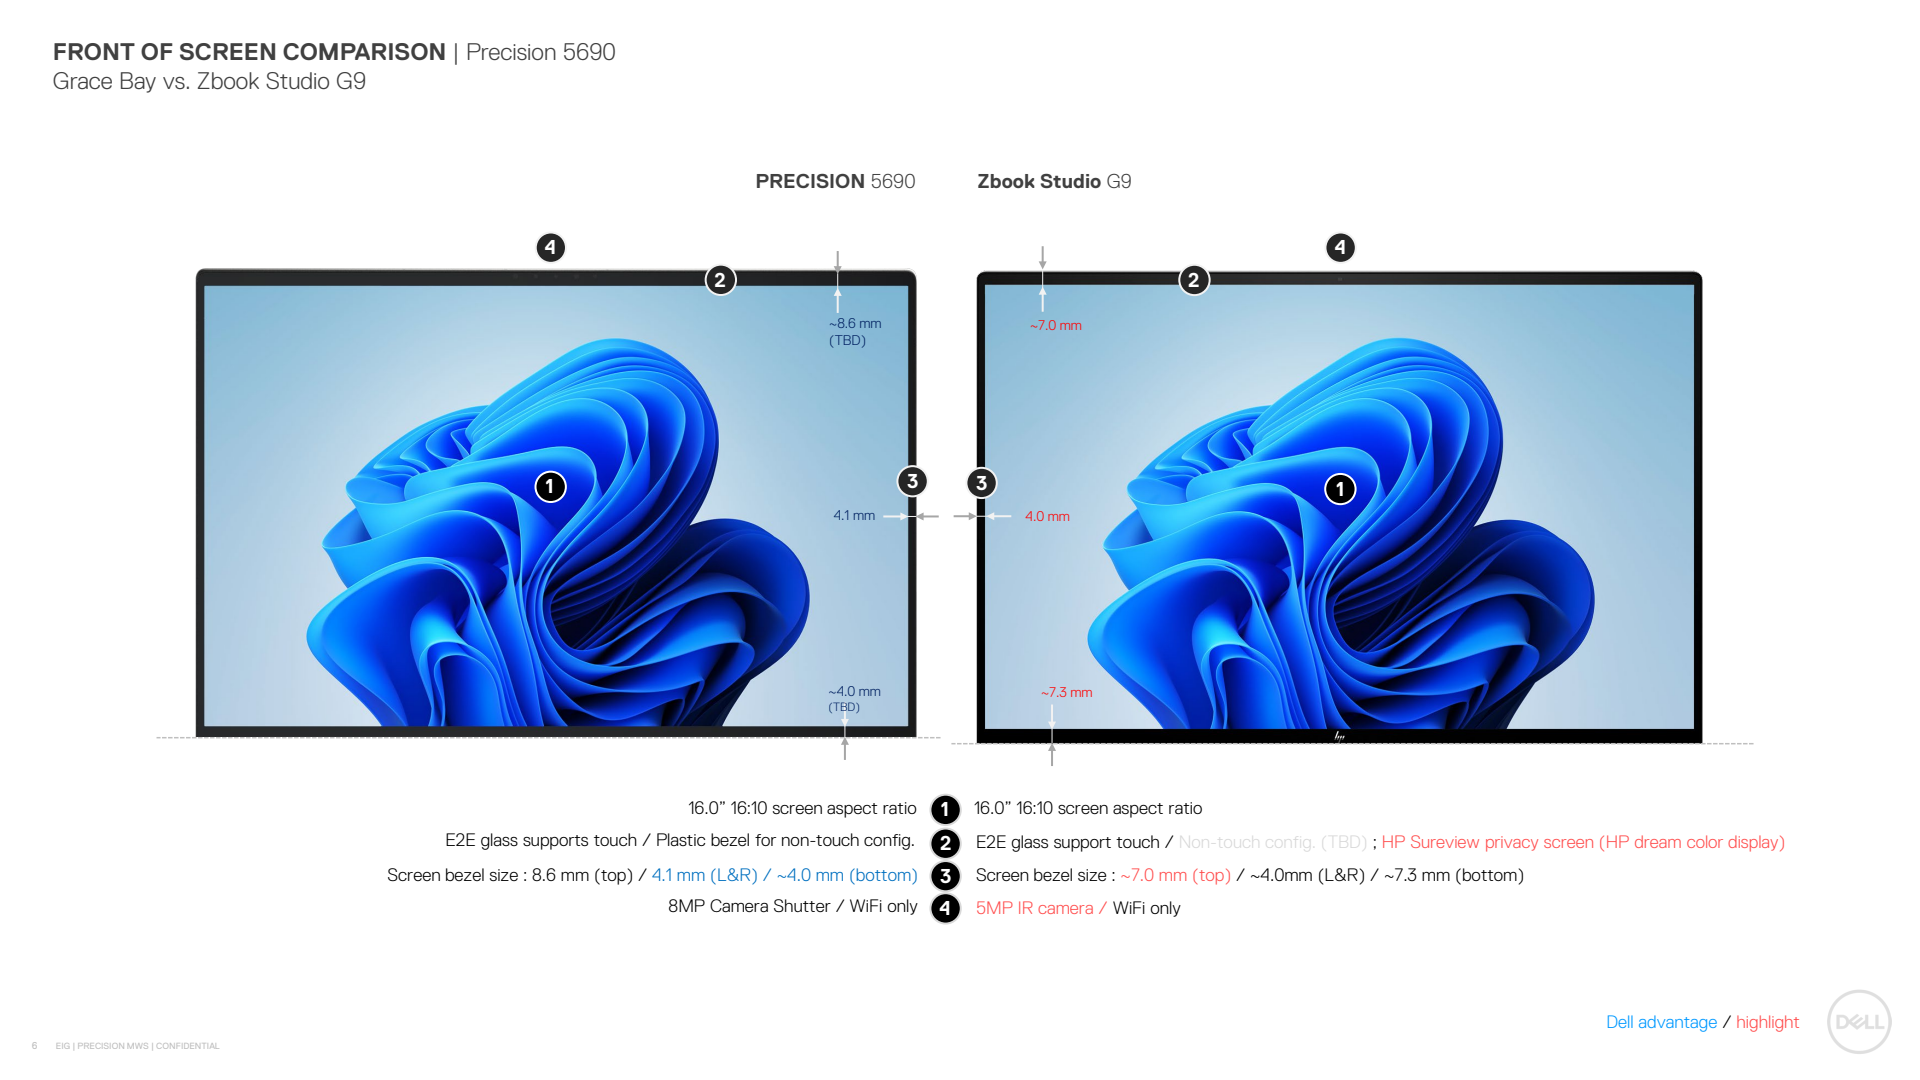 FRONT OF SCREEN COMPARISON | Precision 5690
Grace Bay vs. Zbook Studio G9
PRECISION 5690
Zbook Studio G9
4
4
2
2
~8.6 mm
(TBD)
~7.0 mm
3
3
1
1
4.1 mm
4.0 mm
~4.0 mm
(TBD)
~7.3 mm
hp
16.0” 16:10 screen aspect ratio 1 16.0” 16:10 screen aspect ratio
E2E glass supports touch / Plastic bezel for non-touch config. 2 E2E glass support touch / Non-touch config. (TBD) ; HP Sureview privacy screen (HP dream color display)
Screen bezel size : 8.6 mm (top) / 4.1 mm (L&R) / ~4.0 mm (bottom) 3 Screen bezel size : ~7.0 mm (top) / ~4.0mm (L&R) / ~7.3 mm (bottom)
8MP Camera Shutter / WiFi only 4 5MP IR camera / WiFi only
Dell advantage / highlight
DELL
6 EIG | PRECISION MWS | CONFIDENTIAL